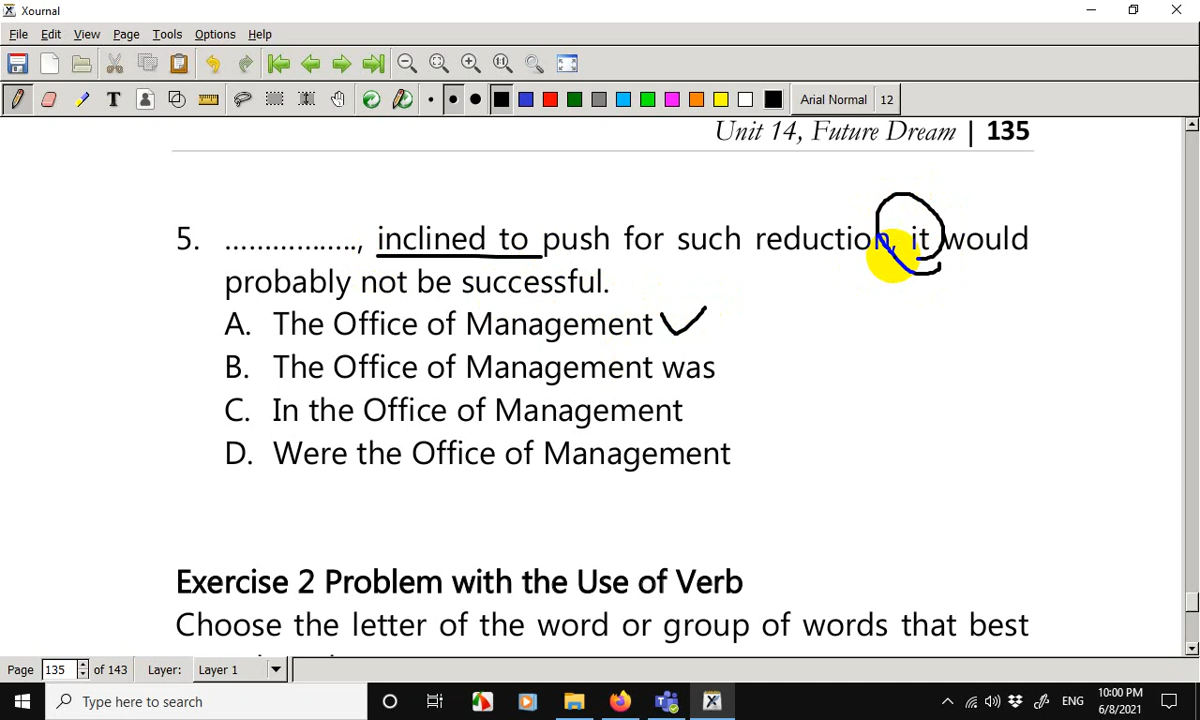 Xournal
File Edit View Page Tools Options Help
Arial Normal 12
Unit 14, Future Dream | 135
5. ................., inclined to push for such reduction, it would
probably not be successful.
A. The Office of Management
B. The Office of Management was
C. In the Office of Management
D. Were the Office of Management
Exercise 2 Problem with the Use of Verb
Choose the letter of the word or group of words that best
Page 135 of 143 Layer: Layer 1
Type here to search
ENG
10:00 PM
6/8/2021